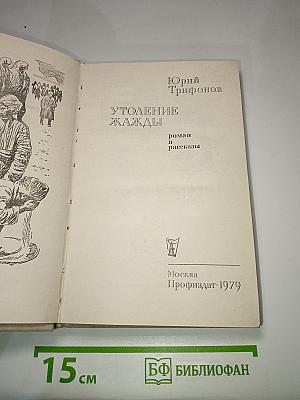 Юрий
Трифонов
УТОЛЕНИЕ
ЖАЖДЫ
роман и
рассказы
Москва
Профиздат-1979
15 см
БФ БИБЛИОФАН